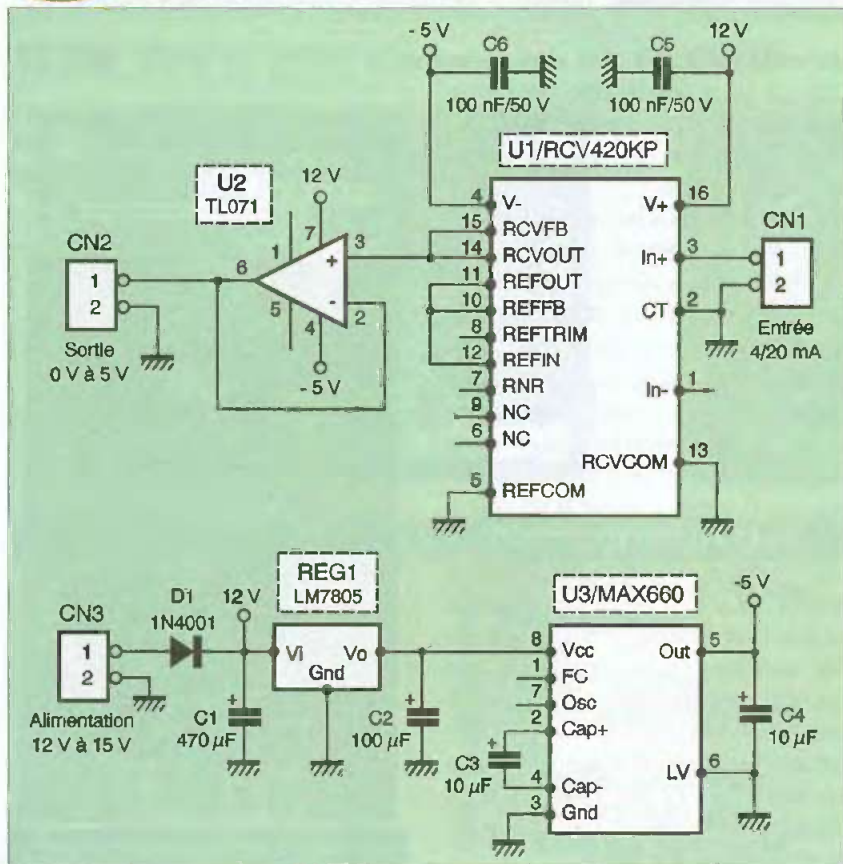 - 5 V
12 V
C6
C5
100 nF/50 V
100 nF/50 V
U1/RCV420KP
U2
TL071
12 V
CN2
1
2
Sortie
0 V à 5 V
6
1
7
5
4
+
-
3
2
- 5 V
4 V-
15 RCVFB
14 RCVOUT
11 REFOUT
10 REFFB
8 REFTRIM
12 REFIN
7 RNR
9 NC
6 NC
5 REFCOM
V+ 16
In+ 3
CT 2
In- 1
RCVCOM 13
CN1
1
2
Entrée
4/20 mA
CN3
1
2
Alimentation
12 V à 15 V
D1
1N4001
12 V
+
C1
470 µF
REG1
LM7805
Vi
Vo
Gnd
+
C2
100 µF
+
C3
10 µF
U3/MAX660
8 Vcc
1 FC
7 Osc
2 Cap+
4 Cap-
3 Gnd
Out 5
LV 6
-5 V
+
C4
10 µF